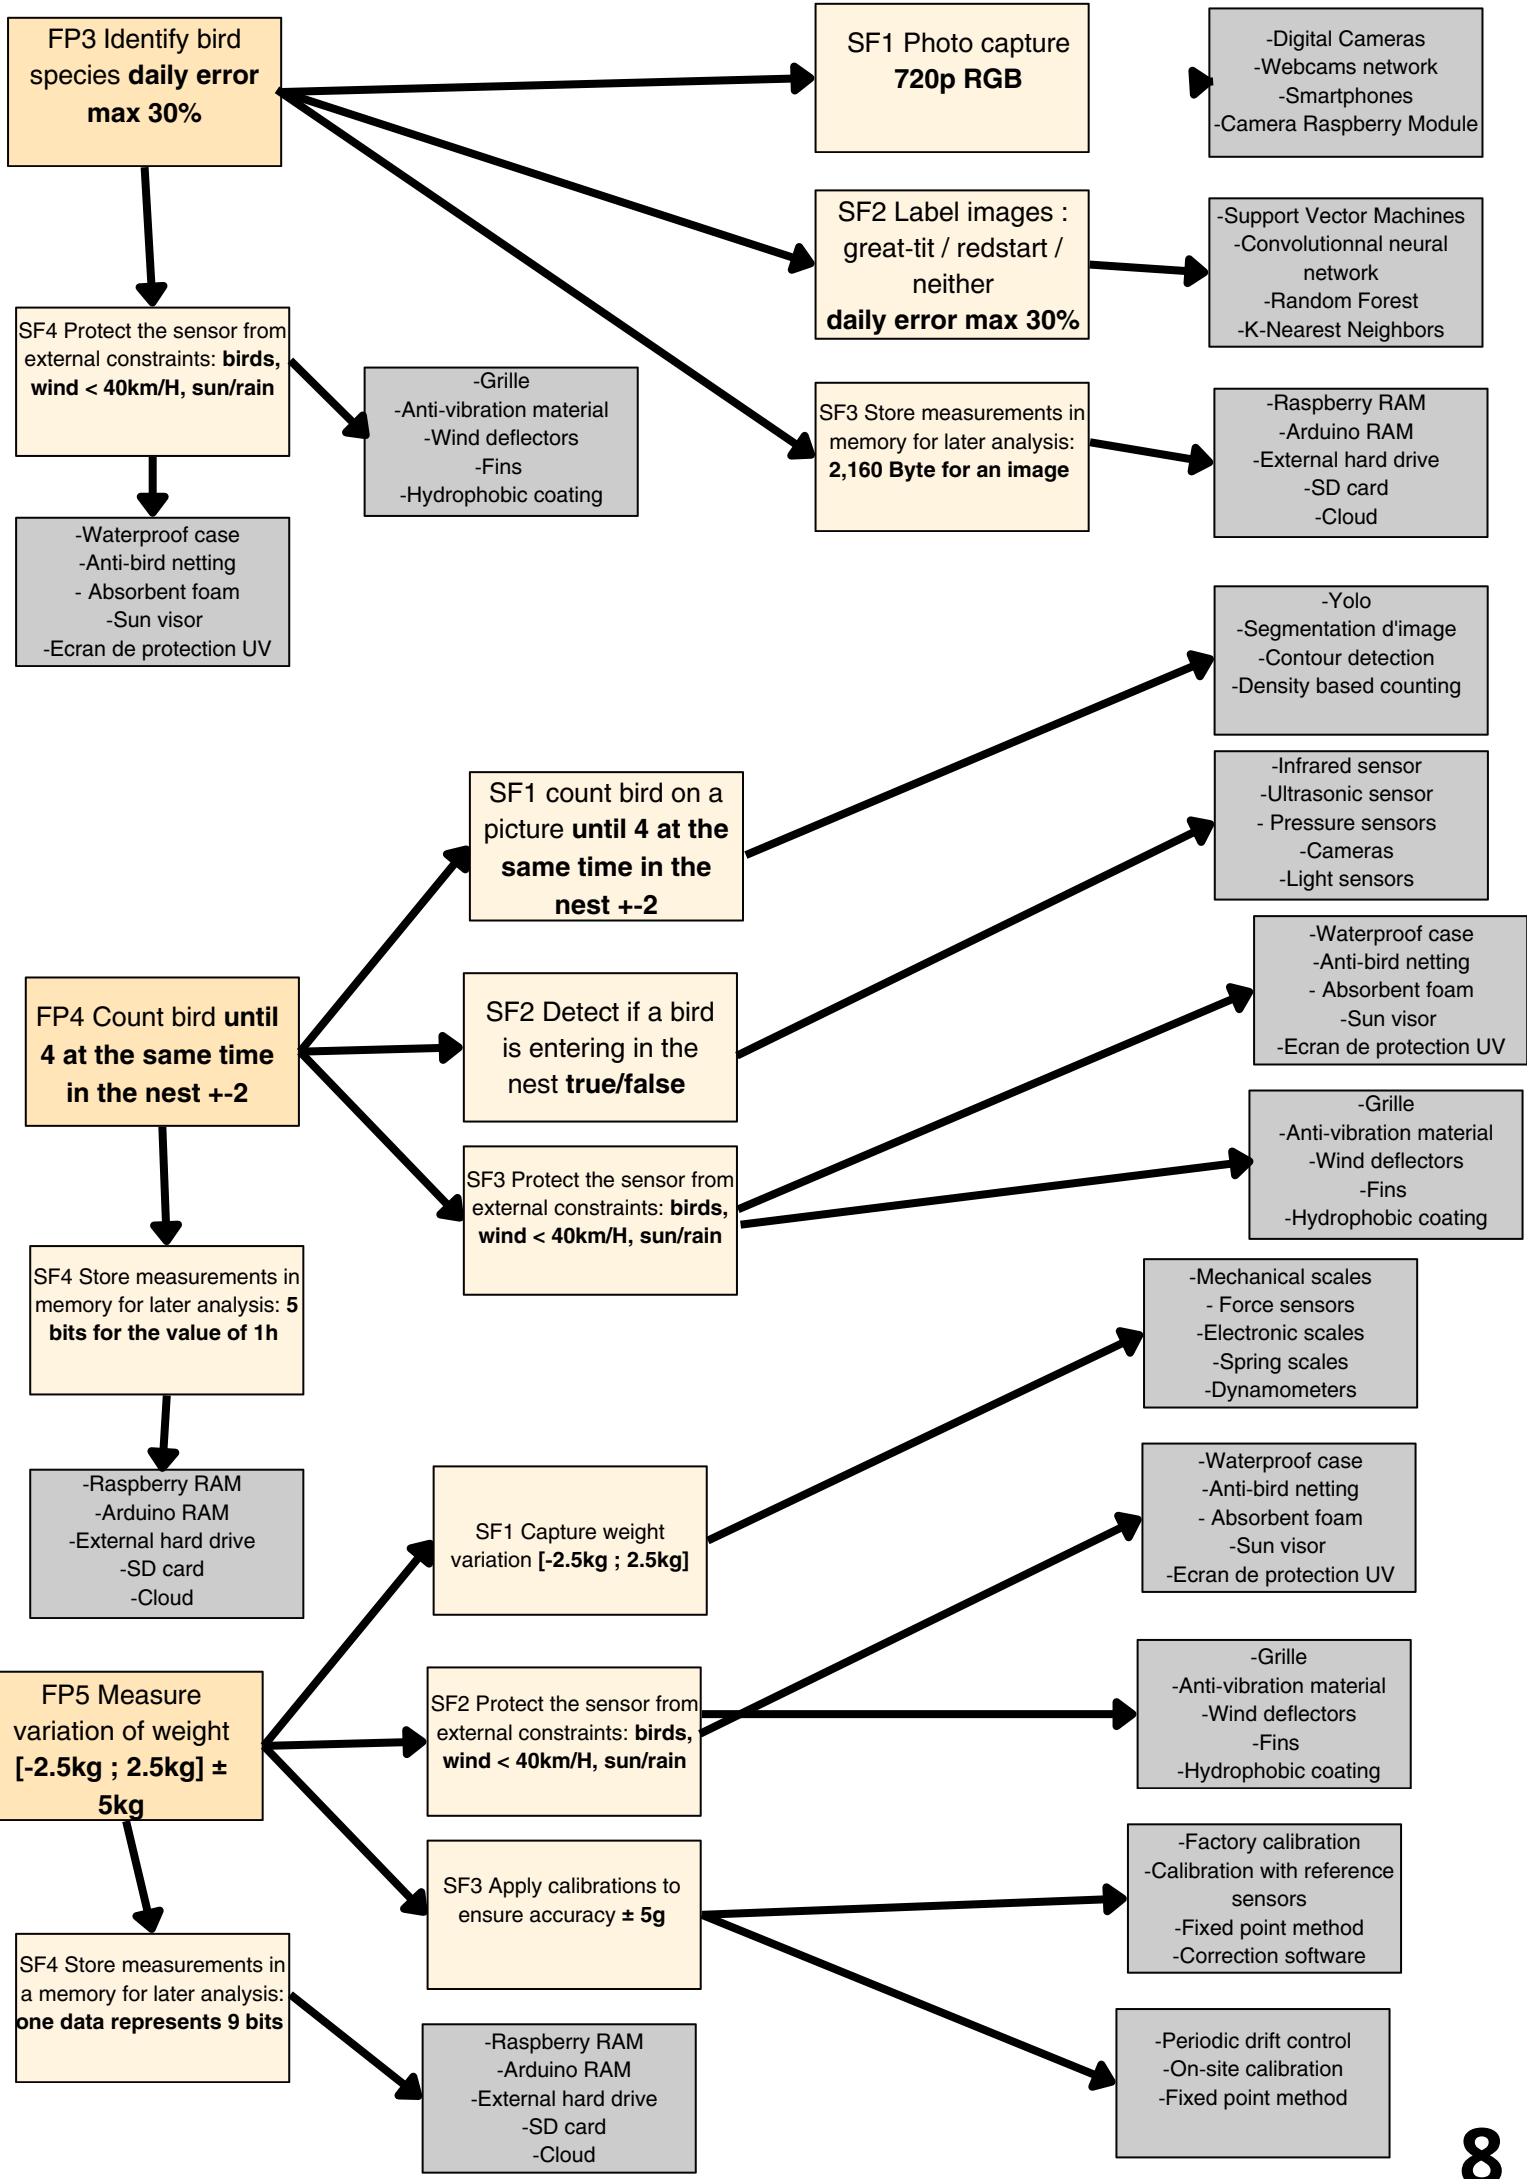 FP3 Identify bird
species daily error
max 30%
SF1 Photo capture
720p RGB
-Digital Cameras
-Webcams network
-Smartphones
-Camera Raspberry Module
SF2 Label images :
great-tit / redstart /
neither
daily error max 30%
-Support Vector Machines
-Convolutionnal neural
network
-Random Forest
-K-Nearest Neighbors
SF4 Protect the sensor from
external constraints: birds,
wind < 40km/H, sun/rain
-Grille
-Anti-vibration material
-Wind deflectors
-Fins
-Hydrophobic coating
SF3 Store measurements in
memory for later analysis:
2,160 Byte for an image
-Raspberry RAM
-Arduino RAM
-External hard drive
-SD card
-Cloud
-Waterproof case
-Anti-bird netting
- Absorbent foam
-Sun visor
-Ecran de protection UV
-Yolo
-Segmentation d'image
-Contour detection
-Density based counting
SF1 count bird on a
picture until 4 at the
same time in the
nest +-2
-Infrared sensor
-Ultrasonic sensor
- Pressure sensors
-Cameras
-Light sensors
FP4 Count bird until
4 at the same time
in the nest +-2
SF2 Detect if a bird
is entering in the
nest true/false
-Waterproof case
-Anti-bird netting
- Absorbent foam
-Sun visor
-Ecran de protection UV
SF3 Protect the sensor from
external constraints: birds,
wind < 40km/H, sun/rain
-Grille
-Anti-vibration material
-Wind deflectors
-Fins
-Hydrophobic coating
SF4 Store measurements in
memory for later analysis: 5
bits for the value of 1h
-Mechanical scales
- Force sensors
-Electronic scales
-Spring scales
-Dynamometers
-Raspberry RAM
-Arduino RAM
-External hard drive
-SD card
-Cloud
SF1 Capture weight
variation [-2.5kg ; 2.5kg]
-Waterproof case
-Anti-bird netting
- Absorbent foam
-Sun visor
-Ecran de protection UV
FP5 Measure
variation of weight
[-2.5kg ; 2.5kg] ±
5kg
SF2 Protect the sensor from
external constraints: birds,
wind < 40km/H, sun/rain
-Grille
-Anti-vibration material
-Wind deflectors
-Fins
-Hydrophobic coating
SF3 Apply calibrations to
ensure accuracy ± 5g
-Factory calibration
-Calibration with reference
sensors
-Fixed point method
-Correction software
SF4 Store measurements in
a memory for later analysis:
one data represents 9 bits
-Raspberry RAM
-Arduino RAM
-External hard drive
-SD card
-Cloud
-Periodic drift control
-On-site calibration
-Fixed point method
8